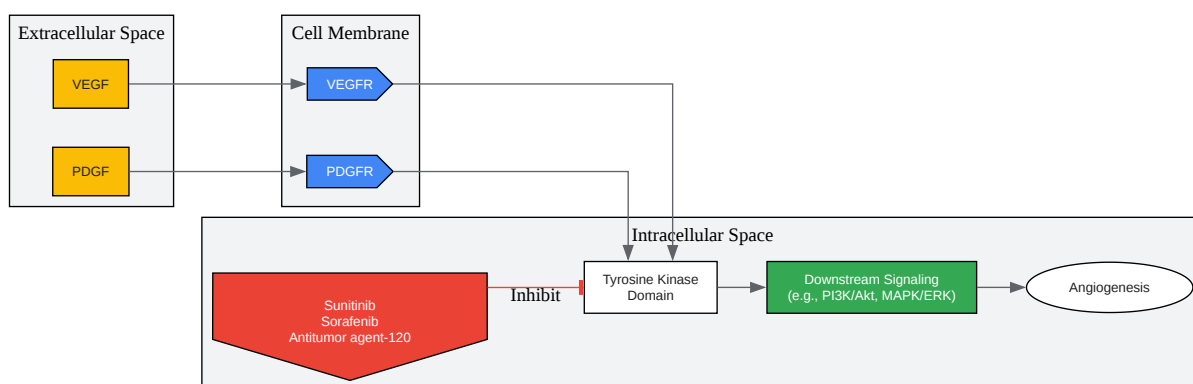 Extracellular Space
Cell Membrane
VEGF
VEGFR
PDGF
PDGFR
Intracellular Space
Sunitinib
Sorafenib
Antitumor agent-120
Inhibit
Tyrosine Kinase
Domain
Downstream Signaling
(e.g., PI3K/Akt, MAPK/ERK)
Angiogenesis